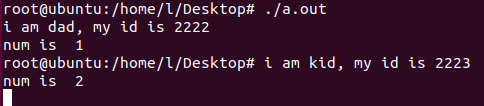 root@ubuntu:/home/l/Desktop# ./a.out
i am dad, my id is 2222
num is  1
root@ubuntu:/home/l/Desktop# i am kid, my id is 2223
num is  2